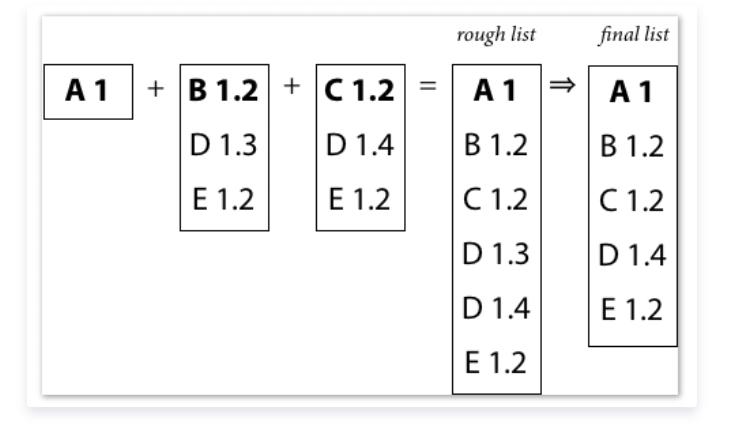 rough list final list
A 1 + B 1.2 + C 1.2 = A 1 ⇒ A 1
D 1.3 D 1.4 B 1.2 B 1.2
E 1.2 E 1.2 C 1.2 C 1.2
D 1.3 D 1.4
D 1.4 E 1.2
E 1.2